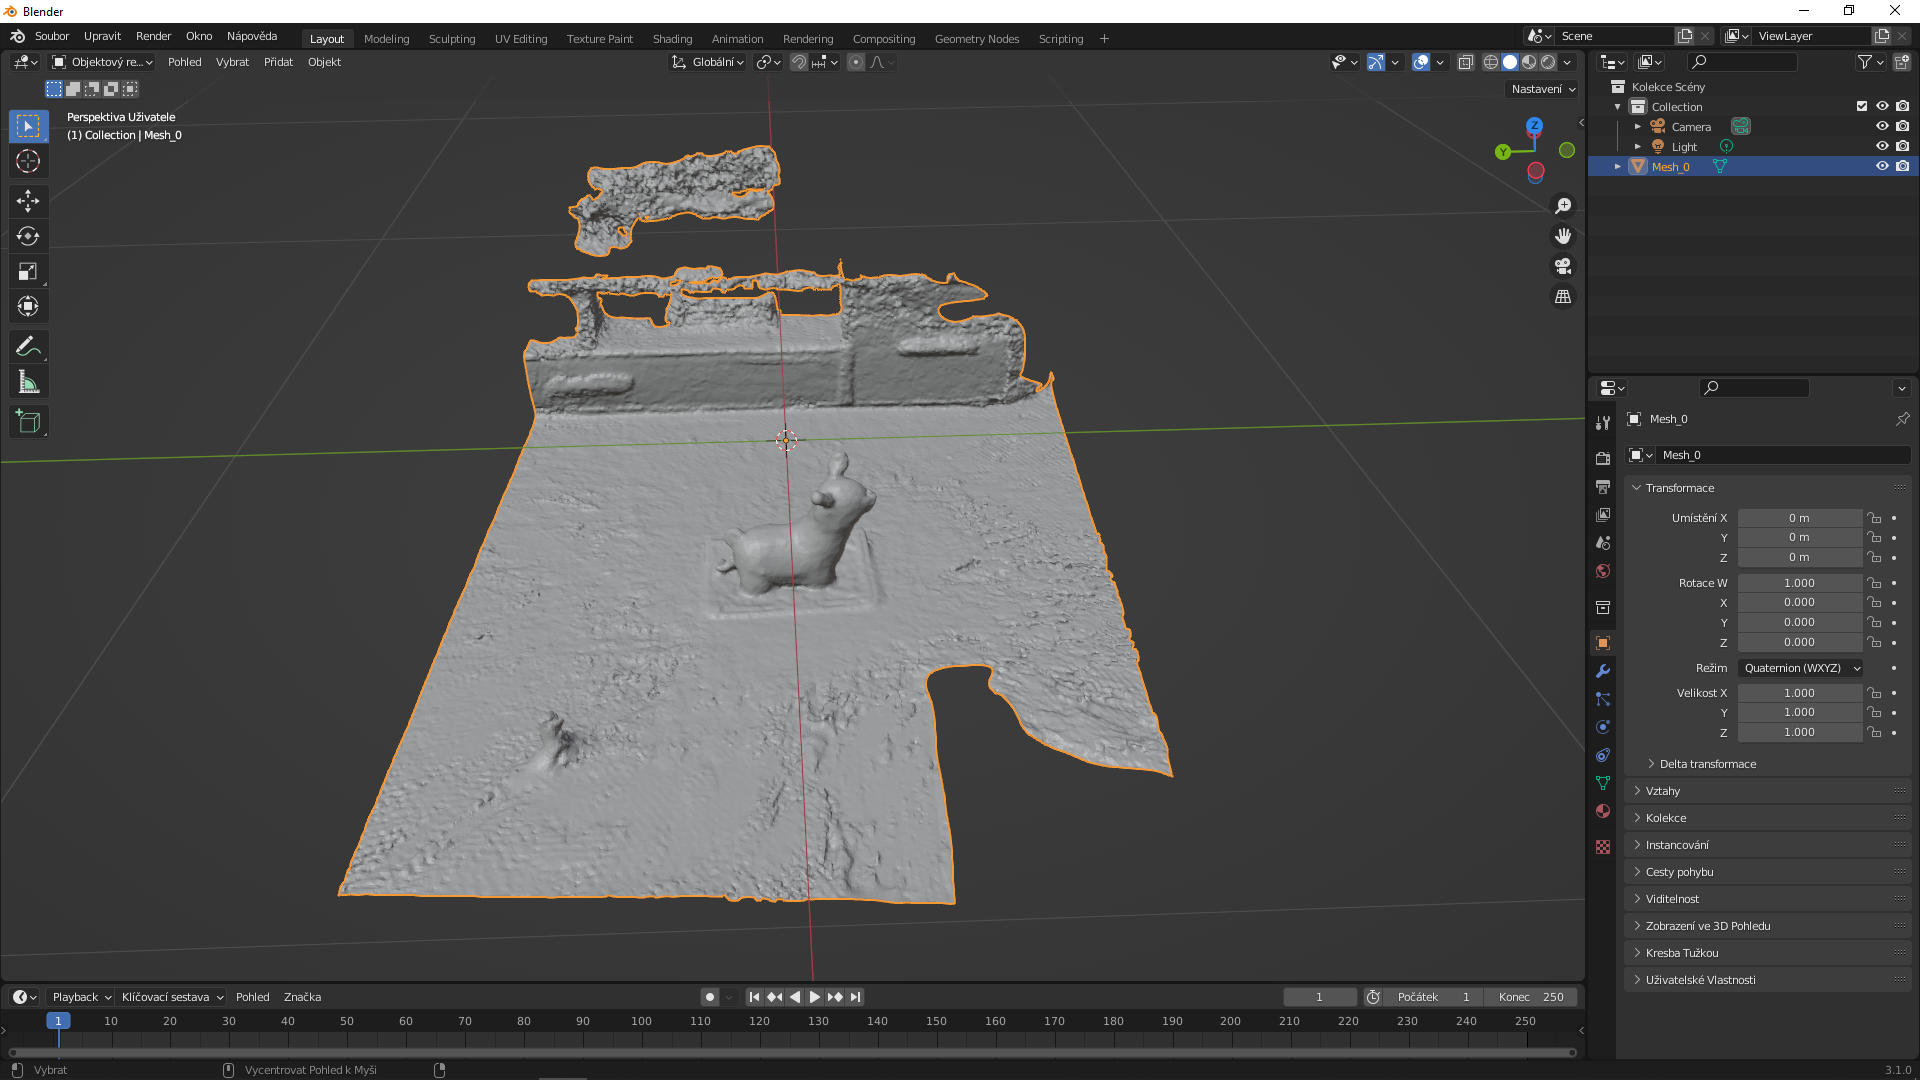 Blender
Soubor Upravit Render Okno Nápověda Layout Modeling Sculpting UV Editing Texture Paint Shading Animation Rendering Compositing Geometry Nodes Scripting + Scene ViewLayer
Objektový re... Pohled Vybrat Přidat Objekt Globální
Nastavení
Perspektiva Uživatele
(1) Collection | Mesh_0
Z
Y
Kolekce Scény
Collection
Camera
Light
Mesh_0
Mesh_0
Mesh_0
Transformace
Umístění X 0 m
Y 0 m
Z 0 m
Rotace W 1.000
X 0.000
Y 0.000
Z 0.000
Režim Quaternion (WXYZ)
Velikost X 1.000
Y 1.000
Z 1.000
Delta transformace
Vztahy
Kolekce
Instancování
Cesty pohybu
Viditelnost
Zobrazení ve 3D Pohledu
Kresba Tužkou
Uživatelské Vlastnosti
Playback Klíčovací sestava Pohled Značka 1 Počátek 1 Konec 250
1 10 20 30 40 50 60 70 80 90 100 110 120 130 140 150 160 170 180 190 200 210 220 230 240 250
Vybrat Vycentrovat Pohled k Myši 3.1.0